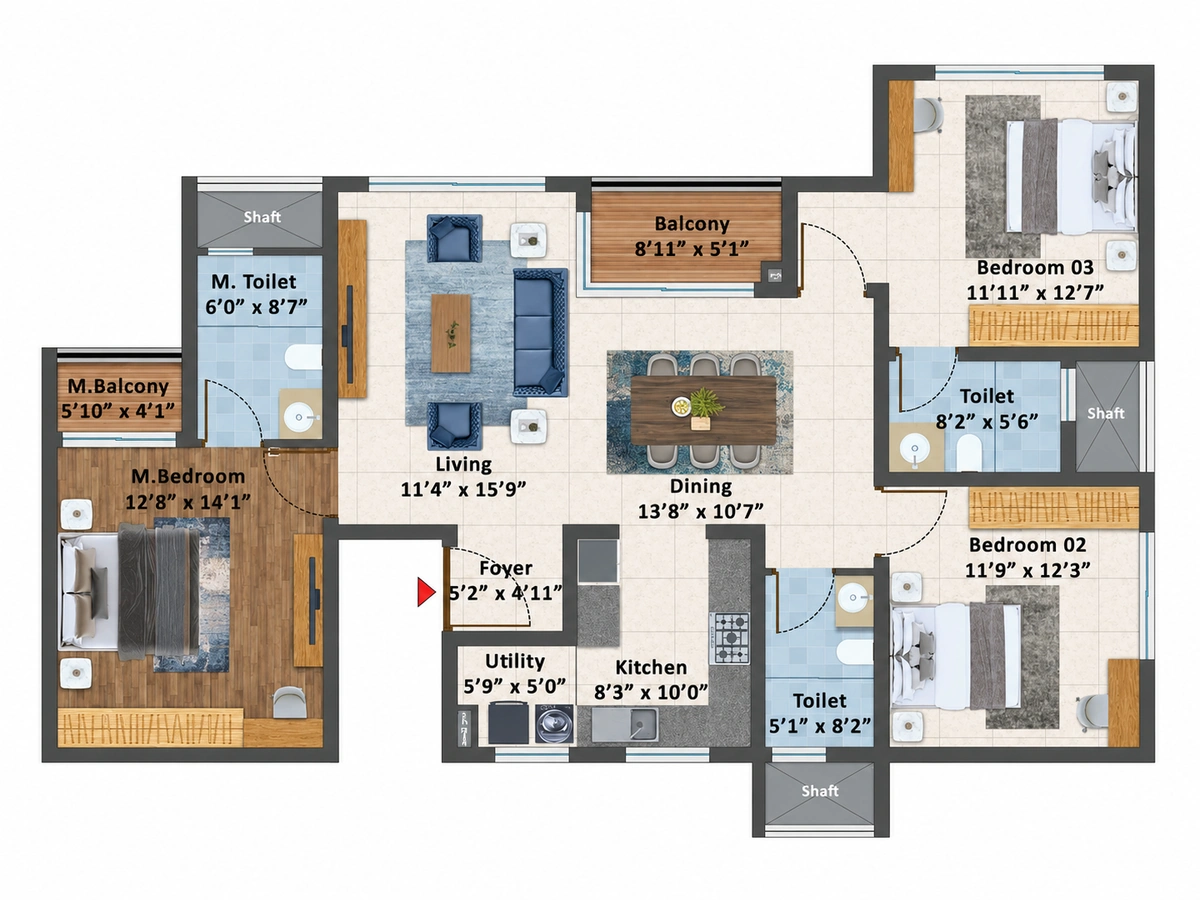 Shaft
Balcony
8'11” x 5'1”
Bedroom 03
11'11” x 12'7”
M. Toilet
6'0” x 8'7”
M.Balcony
5'10” x 4'1”
Toilet
8'2” x 5'6”
Shaft
Living
11'4” x 15'9”
M.Bedroom
12'8” x 14'1”
Dining
13'8” x 10'7”
Bedroom 02
11'9” x 12'3”
Foyer
5'2” x 4'11”
Utility
5'9” x 5'0”
Kitchen
8'3” x 10'0”
Toilet
5'1” x 8'2”
Shaft